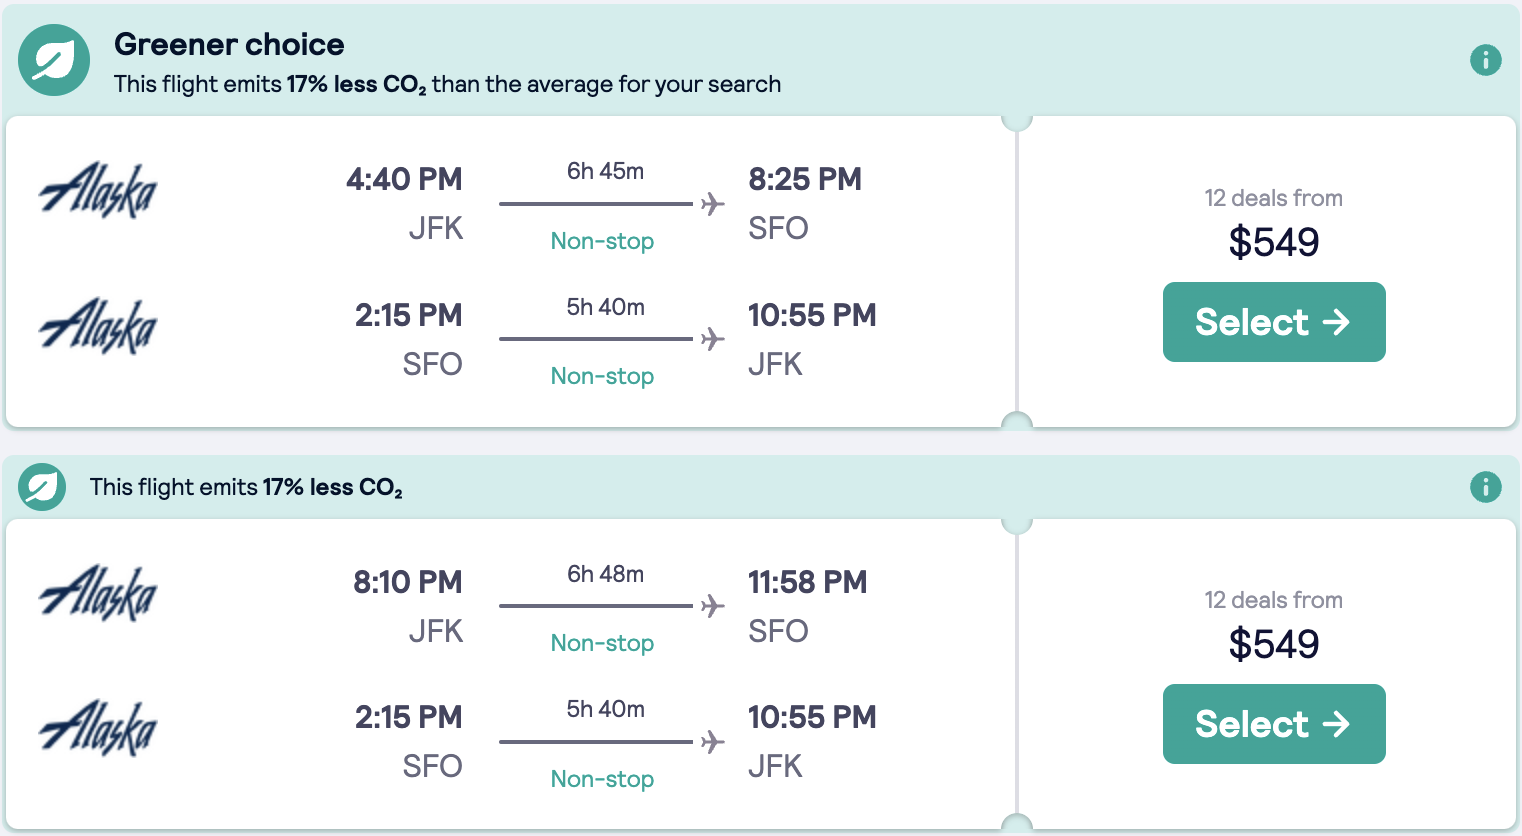 Greener choice
This flight emits 17% less CO₂ than the average for your search
Alaska
4:40 PM
JFK
6h 45m
Non-stop
8:25 PM
SFO
Alaska
2:15 PM
SFO
5h 40m
Non-stop
10:55 PM
JFK
12 deals from
$549
Select →
This flight emits 17% less CO₂
Alaska
8:10 PM
JFK
6h 48m
Non-stop
11:58 PM
SFO
Alaska
2:15 PM
SFO
5h 40m
Non-stop
10:55 PM
JFK
12 deals from
$549
Select →